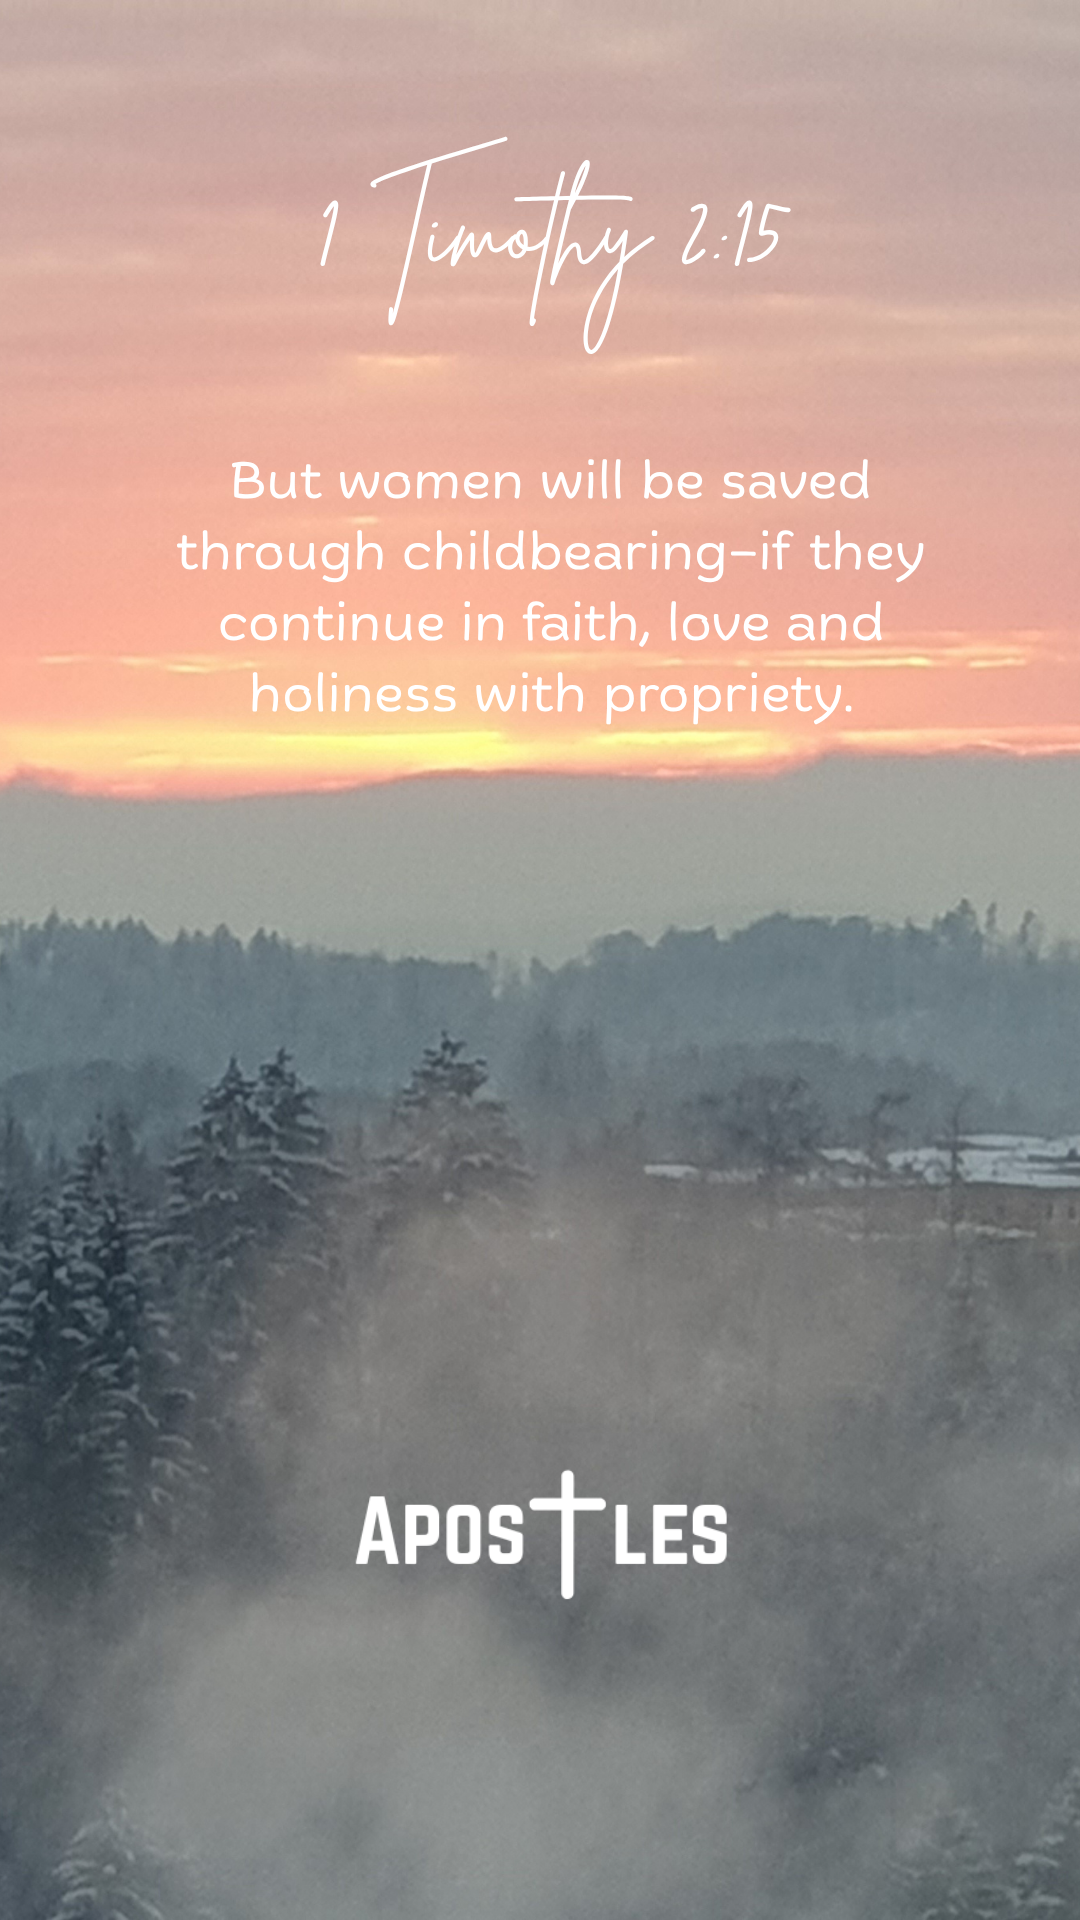 1 Timothy 2:15
But women will be saved
through childbearing–if they
continue in faith, love and
holiness with propriety.
APOSTLES